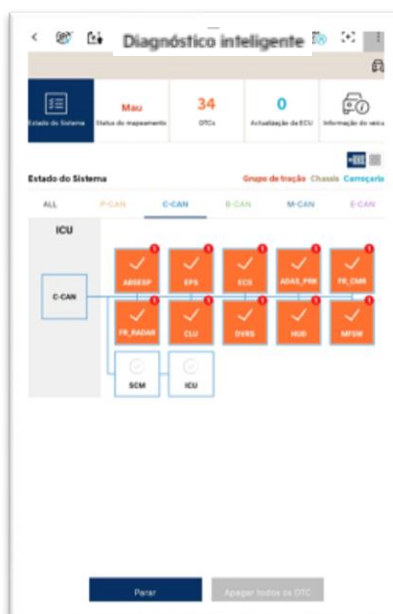 Diagnóstico inteligente
Mau 34 0
Estado do Sistema Status do mapeamento DTCs Actualização da ECU Informação do veícu
Estado do Sistema Grupo de tração Chassis Carroçaria
ALL P-CAN C-CAN B-CAN M-CAN E-CAN
ICU
ABSESP EPS ECS ADAS_PRK FR_CMR
C-CAN
FR_RADAR CLU DVRS HUD MFSW
SCM ICU
Parar Apagar todos os DTC